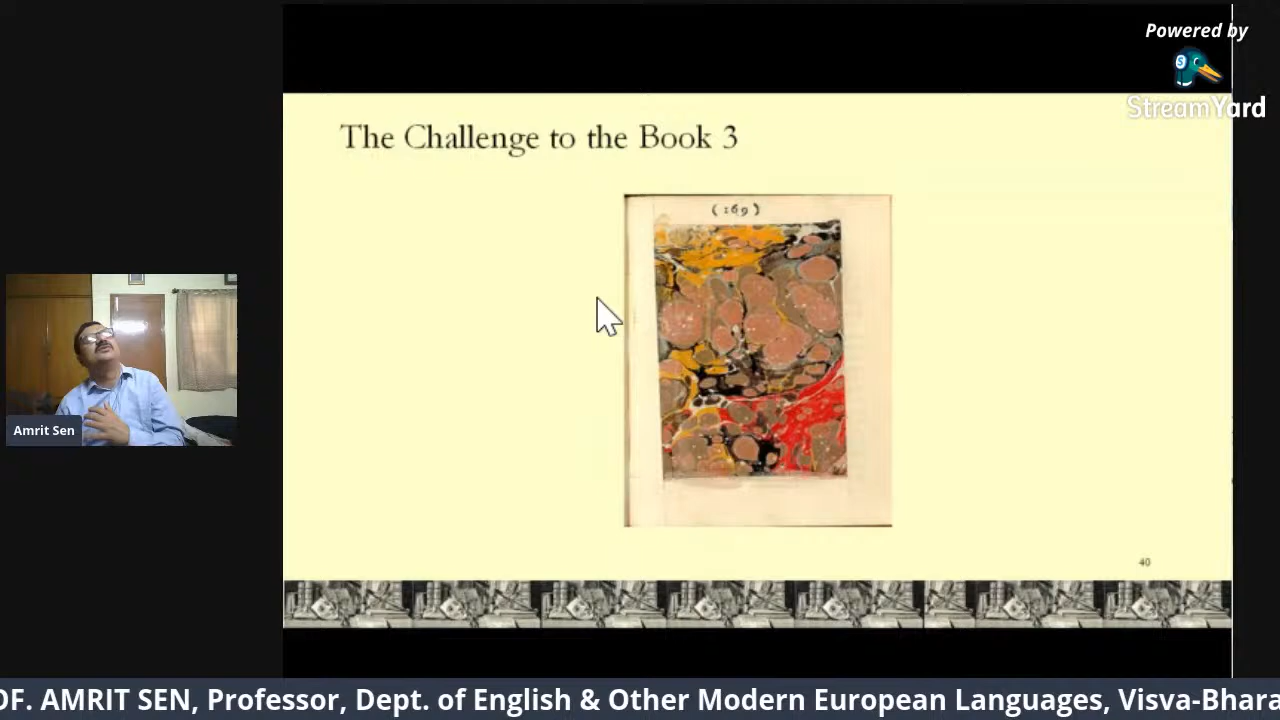 Powered by
StreamYard
The Challenge to the Book 3
(169)
Amrit Sen
40
OF. AMRIT SEN, Professor, Dept. of English & Other Modern European Languages, Visva-Bhara